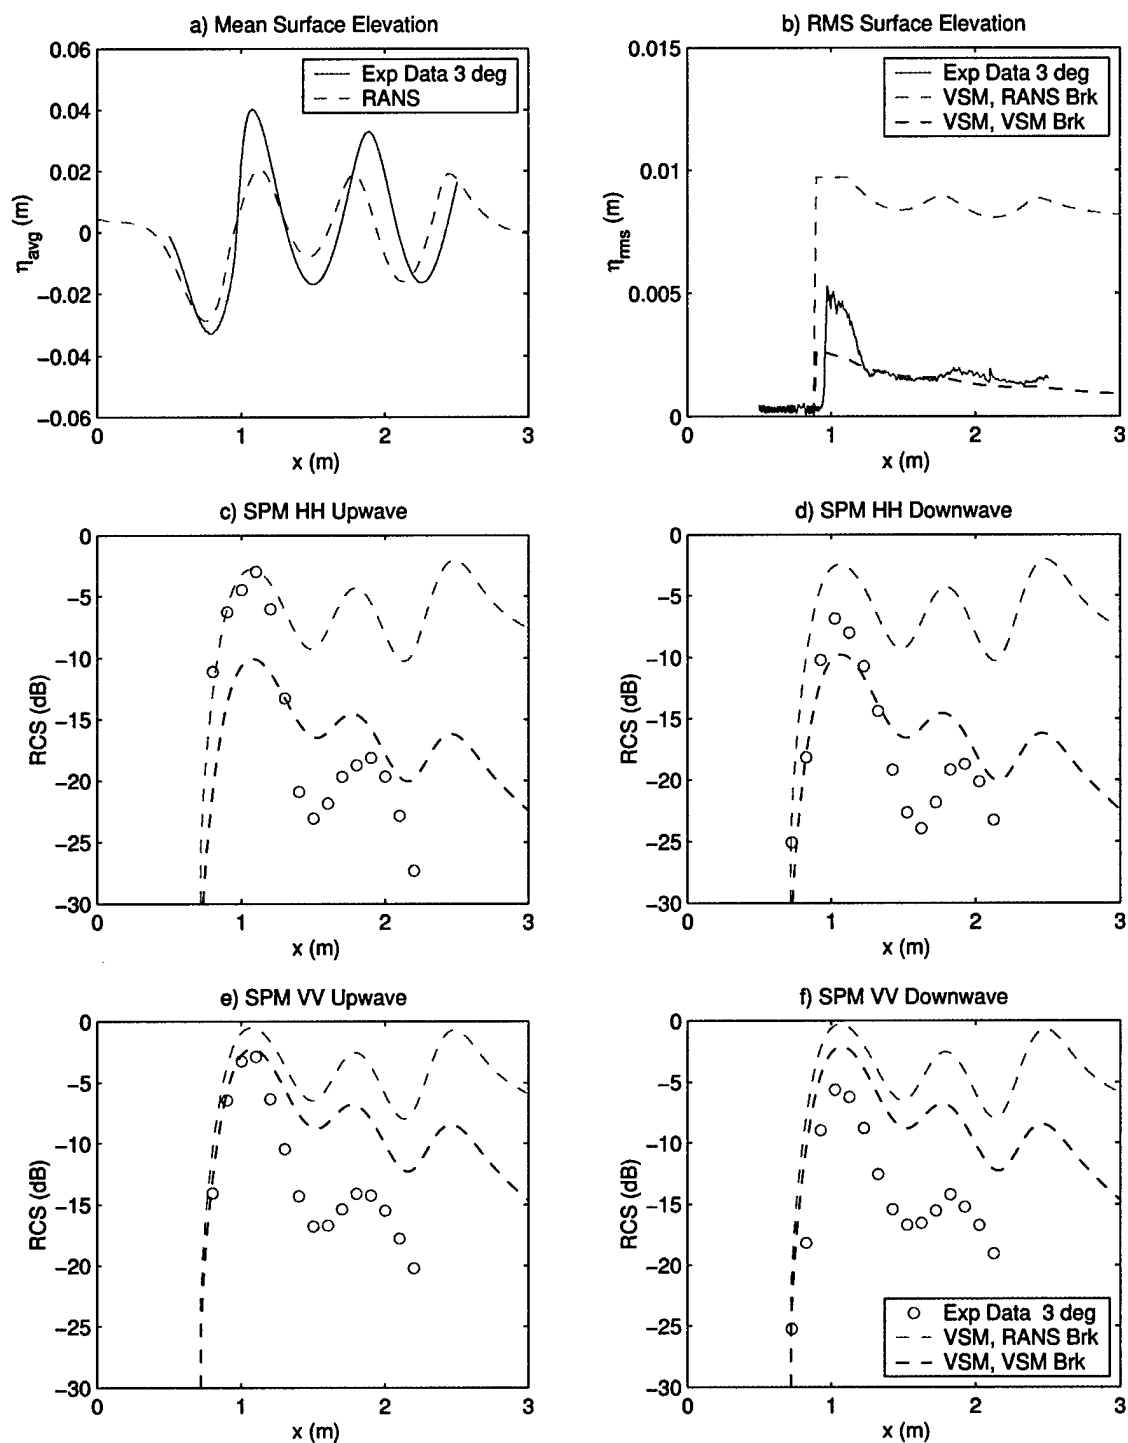 a) Mean Surface Elevation
0.06
0.04
0.02
0
−0.02
−0.04
−0.06
ηavg (m)
Exp Data 3 deg
RANS
0
1
2
3
x (m)
b) RMS Surface Elevation
0.015
0.01
0.005
0
ηrms (m)
Exp Data 3 deg
VSM, RANS Brk
VSM, VSM Brk
0
1
2
3
x (m)
c) SPM HH Upwave
0
−5
−10
−15
−20
−25
−30
RCS (dB)
0
1
2
3
x (m)
d) SPM HH Downwave
0
−5
−10
−15
−20
−25
−30
RCS (dB)
0
1
2
3
x (m)
e) SPM VV Upwave
0
−5
−10
−15
−20
−25
−30
RCS (dB)
0
1
2
3
x (m)
f) SPM VV Downwave
0
−5
−10
−15
−20
−25
−30
RCS (dB)
Exp Data 3 deg
VSM, RANS Brk
VSM, VSM Brk
0
1
2
3
x (m)